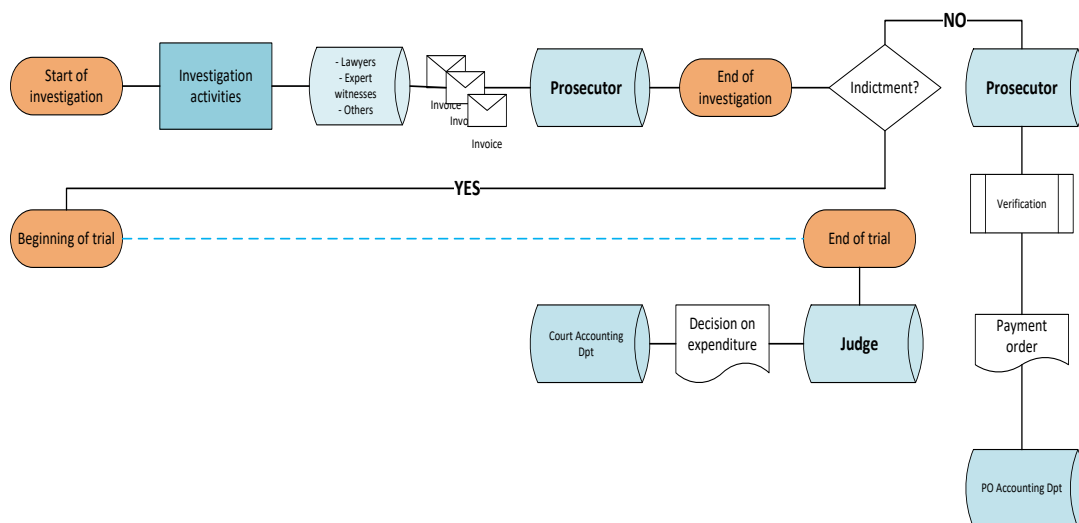 NO
Start of
investigation
Investigation
activities
- Lawyers
- Expert
witnesses
- Others
Invoice
Invoice
Prosecutor
End of
investigation
Indictment?
Prosecutor
YES
Verification
Beginning of trial
End of trial
Court Accounting
Dpt
Decision on
expenditure
Judge
Payment
order
PO Accounting Dpt